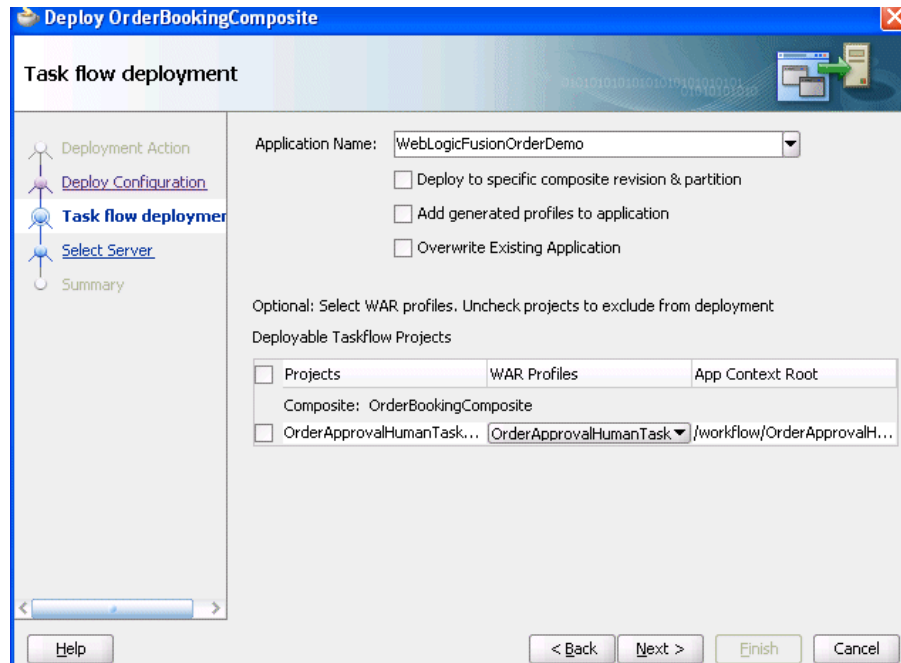 Deploy OrderBookingComposite
Task flow deployment
Deployment Action
Deploy Configuration
Task flow deploymer
Select Server
Summary
Application Name: WebLogicFusionOrderDemo
Deploy to specific composite revision & partition
Add generated profiles to application
Overwrite Existing Application
Optional: Select WAR profiles. Uncheck projects to exclude from deployment
Deployable Taskflow Projects
Projects WAR Profiles App Context Root
Composite: OrderBookingComposite
OrderApprovalHumanTask... OrderApprovalHumanTask /workflow/OrderApprovalH...
Help < Back Next > Finish Cancel